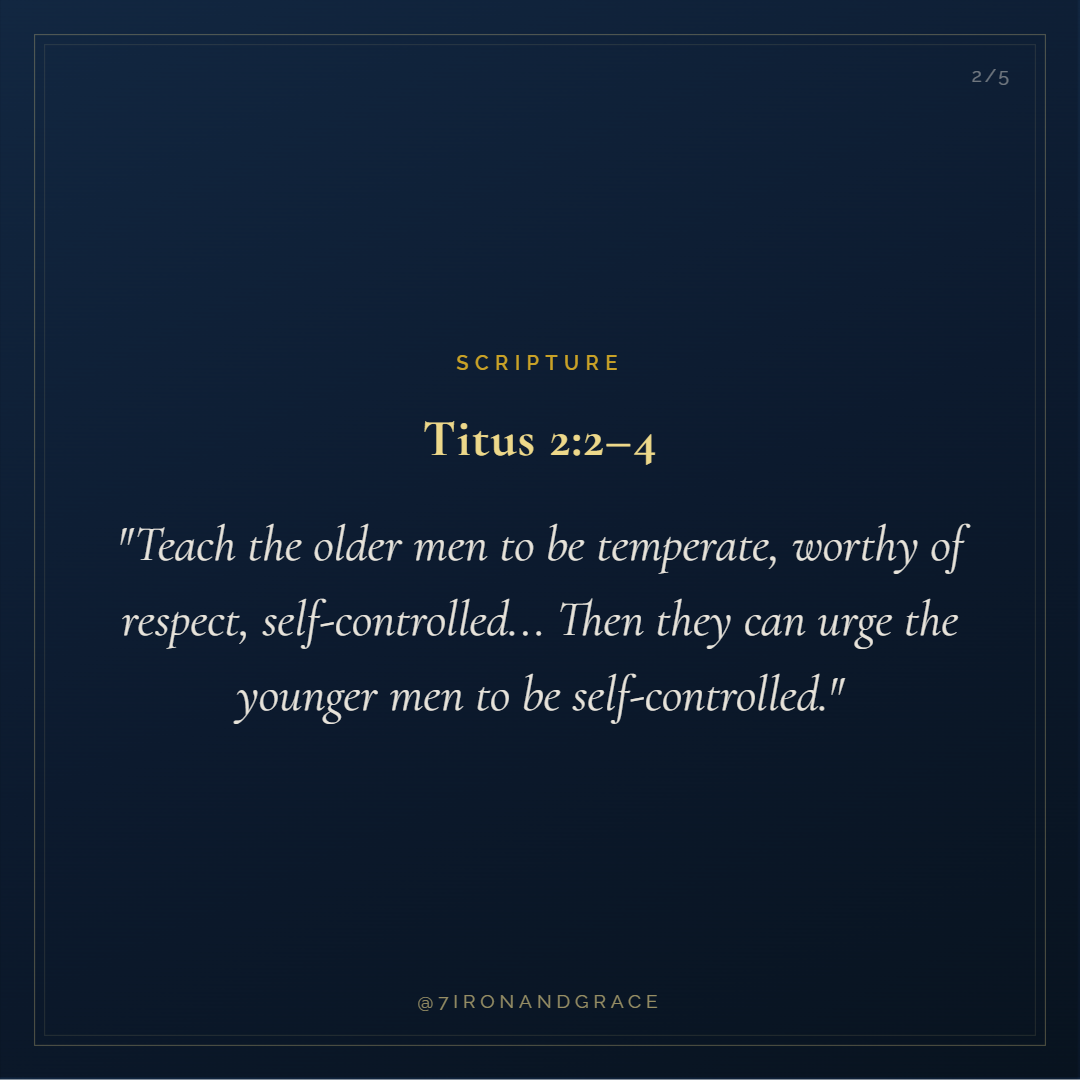 2/5
SCRIPTURE
Titus 2:2–4
"Teach the older men to be temperate, worthy of
respect, self-controlled... Then they can urge the
younger men to be self-controlled."
@7IRONANDGRACE